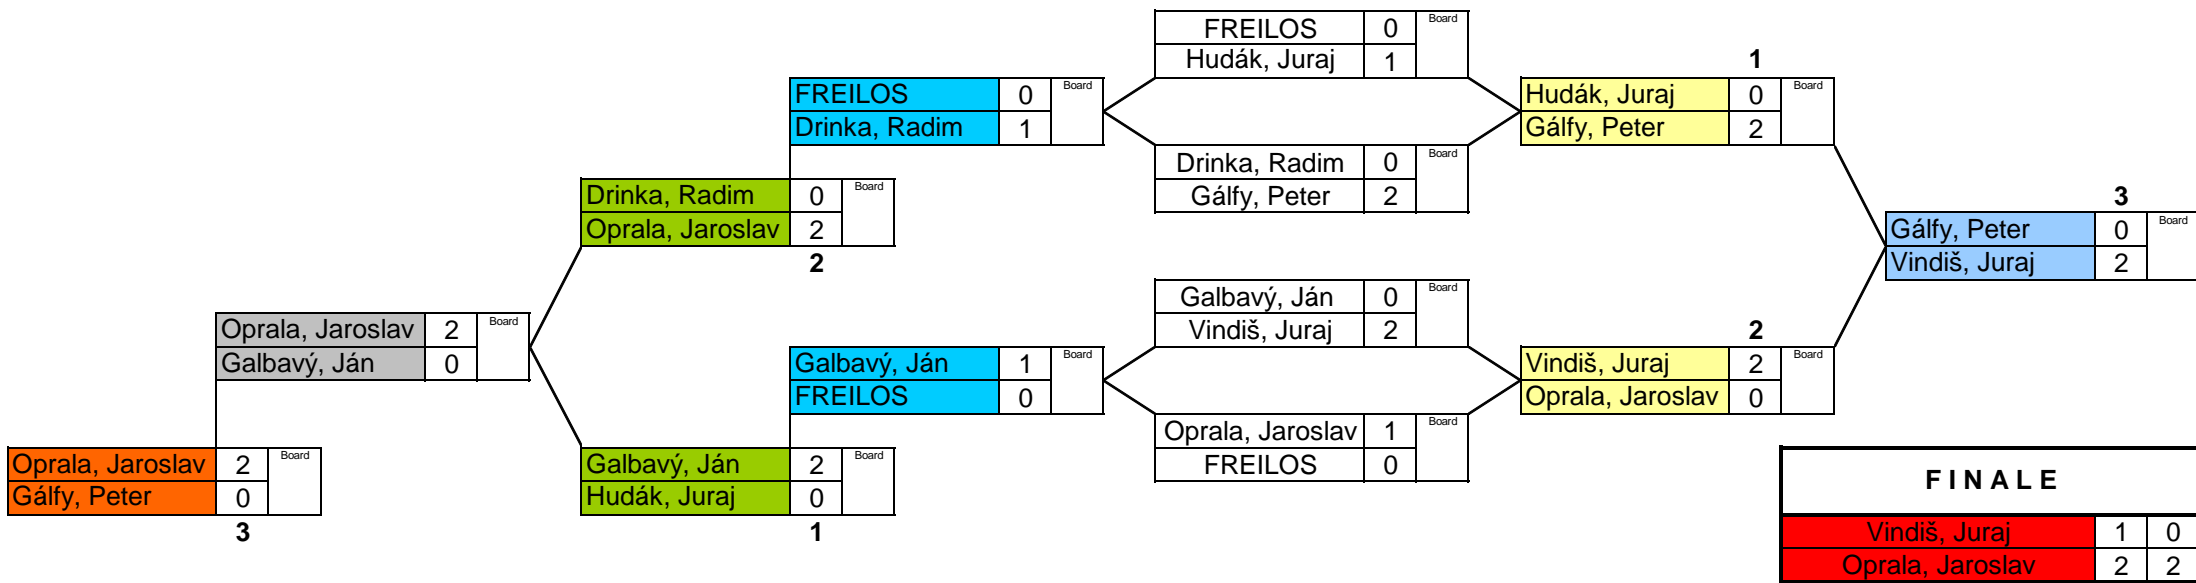 FREILOS 0 Board
Hudák, Juraj 1
1
FREILOS 0 Board
Drinka, Radim 1
Hudák, Juraj 0 Board
Gálfy, Peter 2
Drinka, Radim 0 Board
Gálfy, Peter 2
Drinka, Radim 0 Board
Oprala, Jaroslav 2
2
3
Gálfy, Peter 0 Board
Vindiš, Juraj 2
Galbavý, Ján 0 Board
Vindiš, Juraj 2
Oprala, Jaroslav 2 Board
Galbavý, Ján 0
2
Galbavý, Ján 1 Board
FREILOS 0
Vindiš, Juraj 2 Board
Oprala, Jaroslav 0
Oprala, Jaroslav 1 Board
FREILOS 0
Oprala, Jaroslav 2 Board
Gálfy, Peter 0
3
Galbavý, Ján 2 Board
Hudák, Juraj 0
1
F I N A L E
Vindiš, Juraj 1 0
Oprala, Jaroslav 2 2